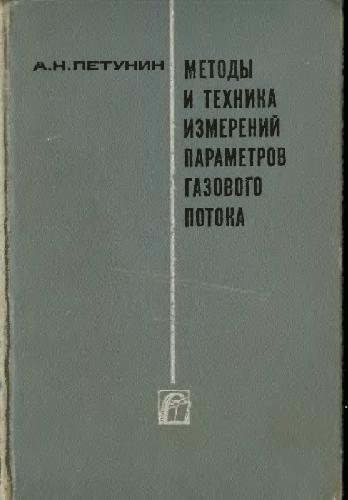 А.Н.ПЕТУНИН
МЕТОДЫ
И ТЕХНИКА
ИЗМЕРЕНИЙ
ПАРАМЕТРОВ
ГАЗОВОГО
ПОТОКА